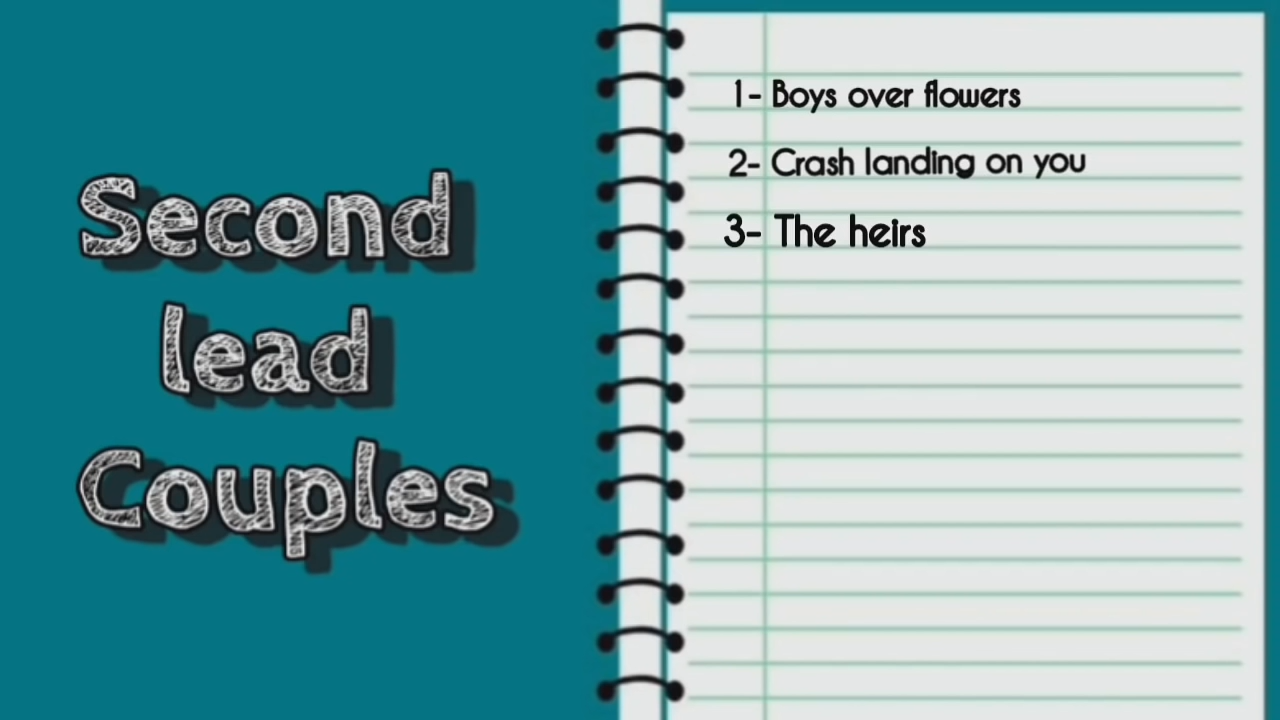 Second
lead
Couples
1- Boys over flowers
2- Crash landing on you
3- The heirs